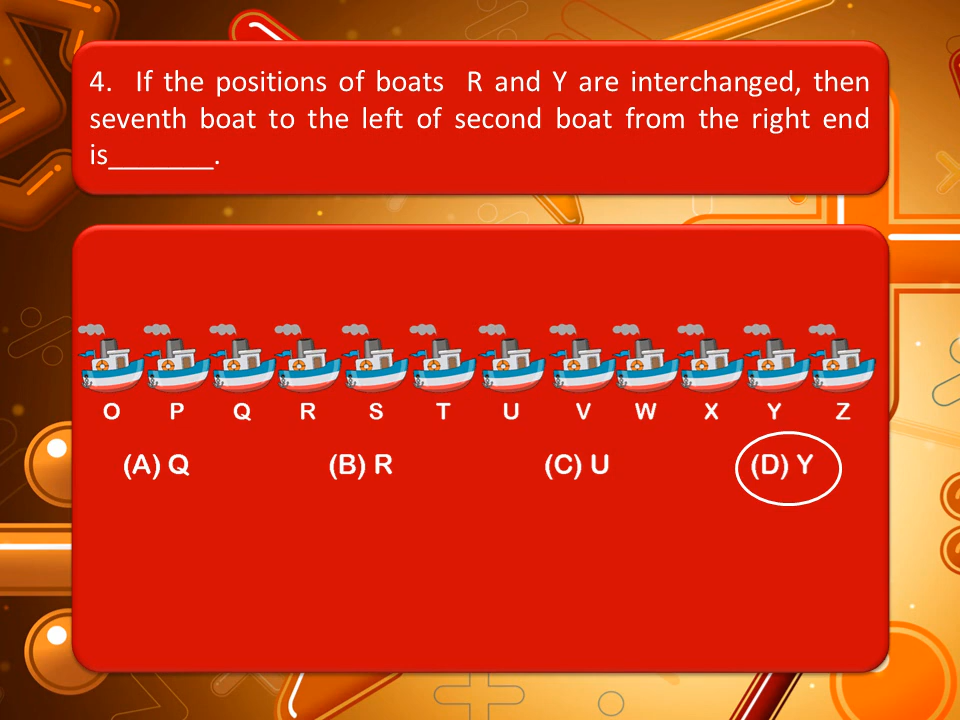 4. If the positions of boats R and Y are interchanged, then
seventh boat to the left of second boat from the right end
is_______.
O P Q R S T U V W X Y Z
(A) Q (B) R (C) U (D) Y